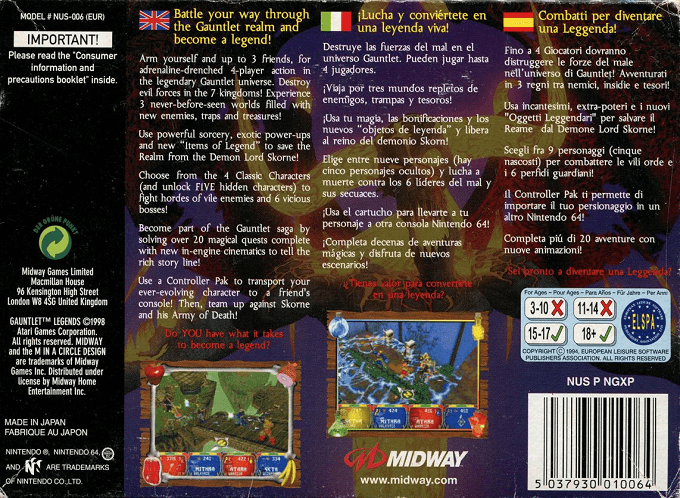 MODEL # NUS-006 (EUR)
IMPORTANT!
Please read the "Consumer
information and
precautions booklet" inside.
DER GRÜNE PUNKT
Midway Games Limited
Macmillan House
96 Kensington High Street
London W8 4SG United Kingdom
GAUNTLET™ LEGENDS ©1998
Atari Games Corporation.
All rights reserved. MIDWAY
and the M IN A CIRCLE DESIGN
are trademarks of Midway
Games Inc. Distributed under
license by Midway Home
Entertainment Inc.
MADE IN JAPAN
FABRIQUE AU JAPON
NINTENDO ®, NINTENDO 64,
AND N ARE TRADEMARKS
OF NINTENDO CO.,LTD.
Battle your way through
the Gauntlet realm and
become a legend!
Arm yourself and up to 3 friends, for
adrenaline-drenched 4-player action in
the legendary Gauntlet universe. Destroy
evil forces in the 7 kingdoms! Experience
3 never-before-seen worlds filled with
new enemies, traps and treasures!
Use powerful sorcery, exotic power-ups
and new "Items of Legend" to save the
Realm from the Demon Lord Skorne!
Choose from the 4 Classic Characters
(and unlock FIVE hidden characters) to
fight hordes of vile enemies and 6 vicious
bosses!
Become part of the Gauntlet saga by
solving over 20 magical quests complete
with new in-engine cinematics to tell the
rich story line!
Use a Controller Pak to transport your
ever-evolving character to a friend's
console! Then, team up against Skorne
and his Army of Death!
Do YOU have what it takes
to become a legend?
¡Lucha y conviértete en
una leyenda viva!
Destruye las fuerzas del mal en el
universo Gauntlet. Pueden jugar hasta
4 jugadores.
¡Viaja por tres mundos repletos de
enemigos, trampas y tesoros!
¡Usa tu magia, las bonificaciones y los
nuevos "objetos de leyenda" y libera
al reino del demonio Skorn!
Elige entre nueve personajes (hay
cinco personajes ocultos) y lucha a
muerte contra los 6 líderes del mal y
sus secuaces.
¡Usa el cartucho para llevarte a tu
personaje a otra consola Nintendo 64!
¡Completa decenas de aventuras
mágicas y disfruta de nuevos
escenarios!
¿Tienes valor para convertirte
en una leyenda?.
MIDWAY
www.midway.com
Combatti per diventare
una Leggenda!
Fino a 4 Giocatori dovranno
distruggere le forze del male
nell'universo di Gauntlet! Avventurati
in 3 regni tra nemici, insidie e tesori!
Usa incantesimi, extra-poteri e i nuovi
"Oggetti Leggendari" per salvare il
Reame dal Demone Lord Skorne!
Scegli fra 9 personaggi (cinque
nascosti) per combattere le vili orde e
i 6 perfidi guardiani!
Il Controller Pak ti permette di
importare il tuo personaggio in un
altro Nintendo 64!
Completa piú di 20 avventure con
nuove animazioni!
Sei pronto a diventare una Leggenda?
For Ages ~ Pour Ages ~ Para Años ~ Für Jahre ~ Per Anni
3-10
11-14
15-17
18+
ELSPA
COPYRIGHT © 1994, EUROPEAN LEISURE SOFTWARE
PUBLISHERS ASSOCIATION. ALL RIGHTS RESERVED
NUS P NGXP
5 037930 010064